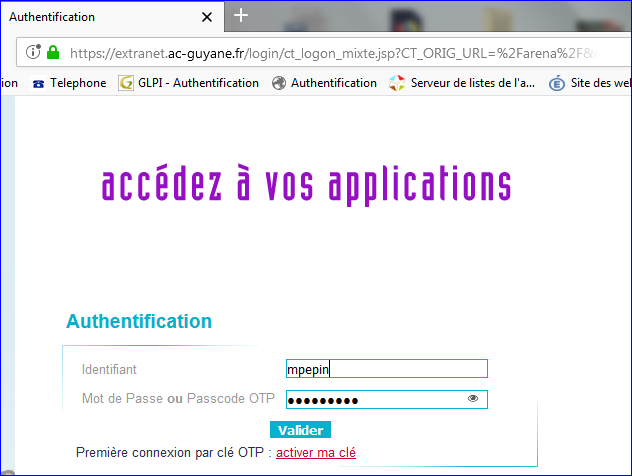 Authentification
https://extranet.ac-guyane.fr/login/ct_logon_mixte.jsp?CT_ORIG_URL=%2Farena%2F&
ion Telephone GLPI - Authentification Authentification Serveur de listes de l'a... Site des wel
accédez à vos applications
Authentification
Identifiant mpepin
Mot de Passe ou Passcode OTP ●●●●●●●●●
Valider
Première connexion par clé OTP : activer ma clé